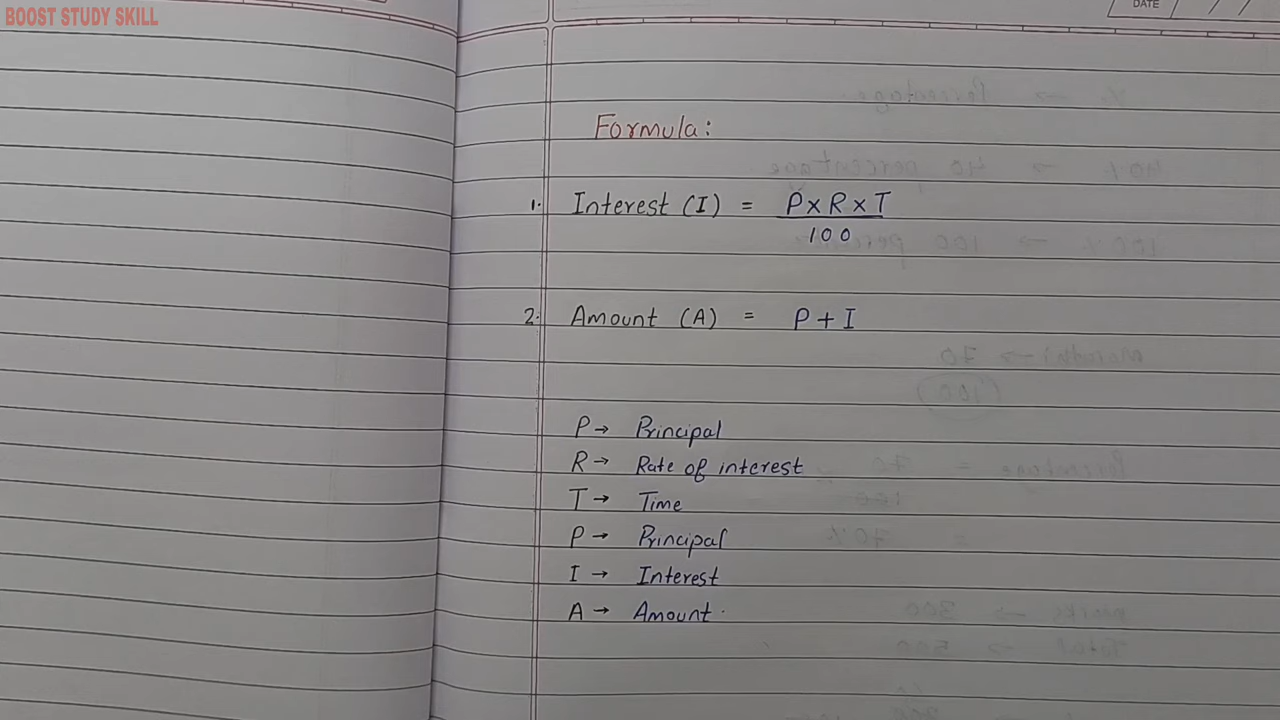 BOOST STUDY SKILL
DATE
Formula:
1. Interest (I) = P x R x T
100
2. Amount (A) = P + I
P → Principal
R → Rate of interest
T → Time
P → Principal
I → Interest
A → Amount.